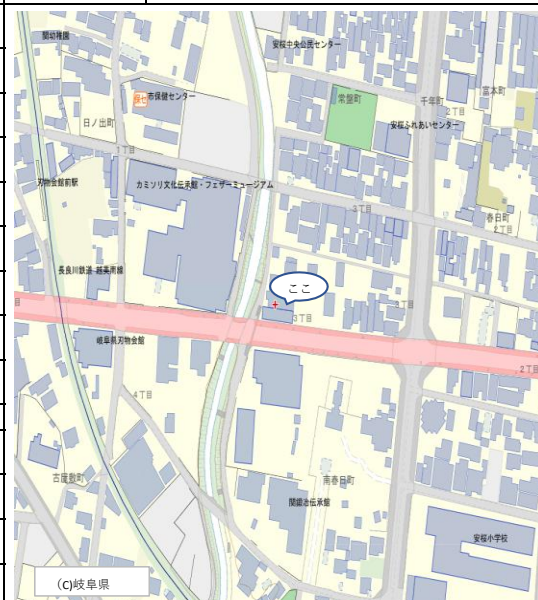 関幼稚園
安桜中央公民センター
富本町
保セ
市保健センター
常盤町
千年町
2丁目
日ノ出町
安桜ふれあいセンター
1丁目
刃物会館前駅
カミソリ文化伝承館・フェザーミュージアム
3丁目
春日町
2丁目
長良川鉄道 越美南線
ここ
3丁目
3丁目
目
岐阜県刃物会館
2丁目
4丁目
古屋敷町
南春日町
関鍛冶伝承館
安桜小学校
(C)岐阜県